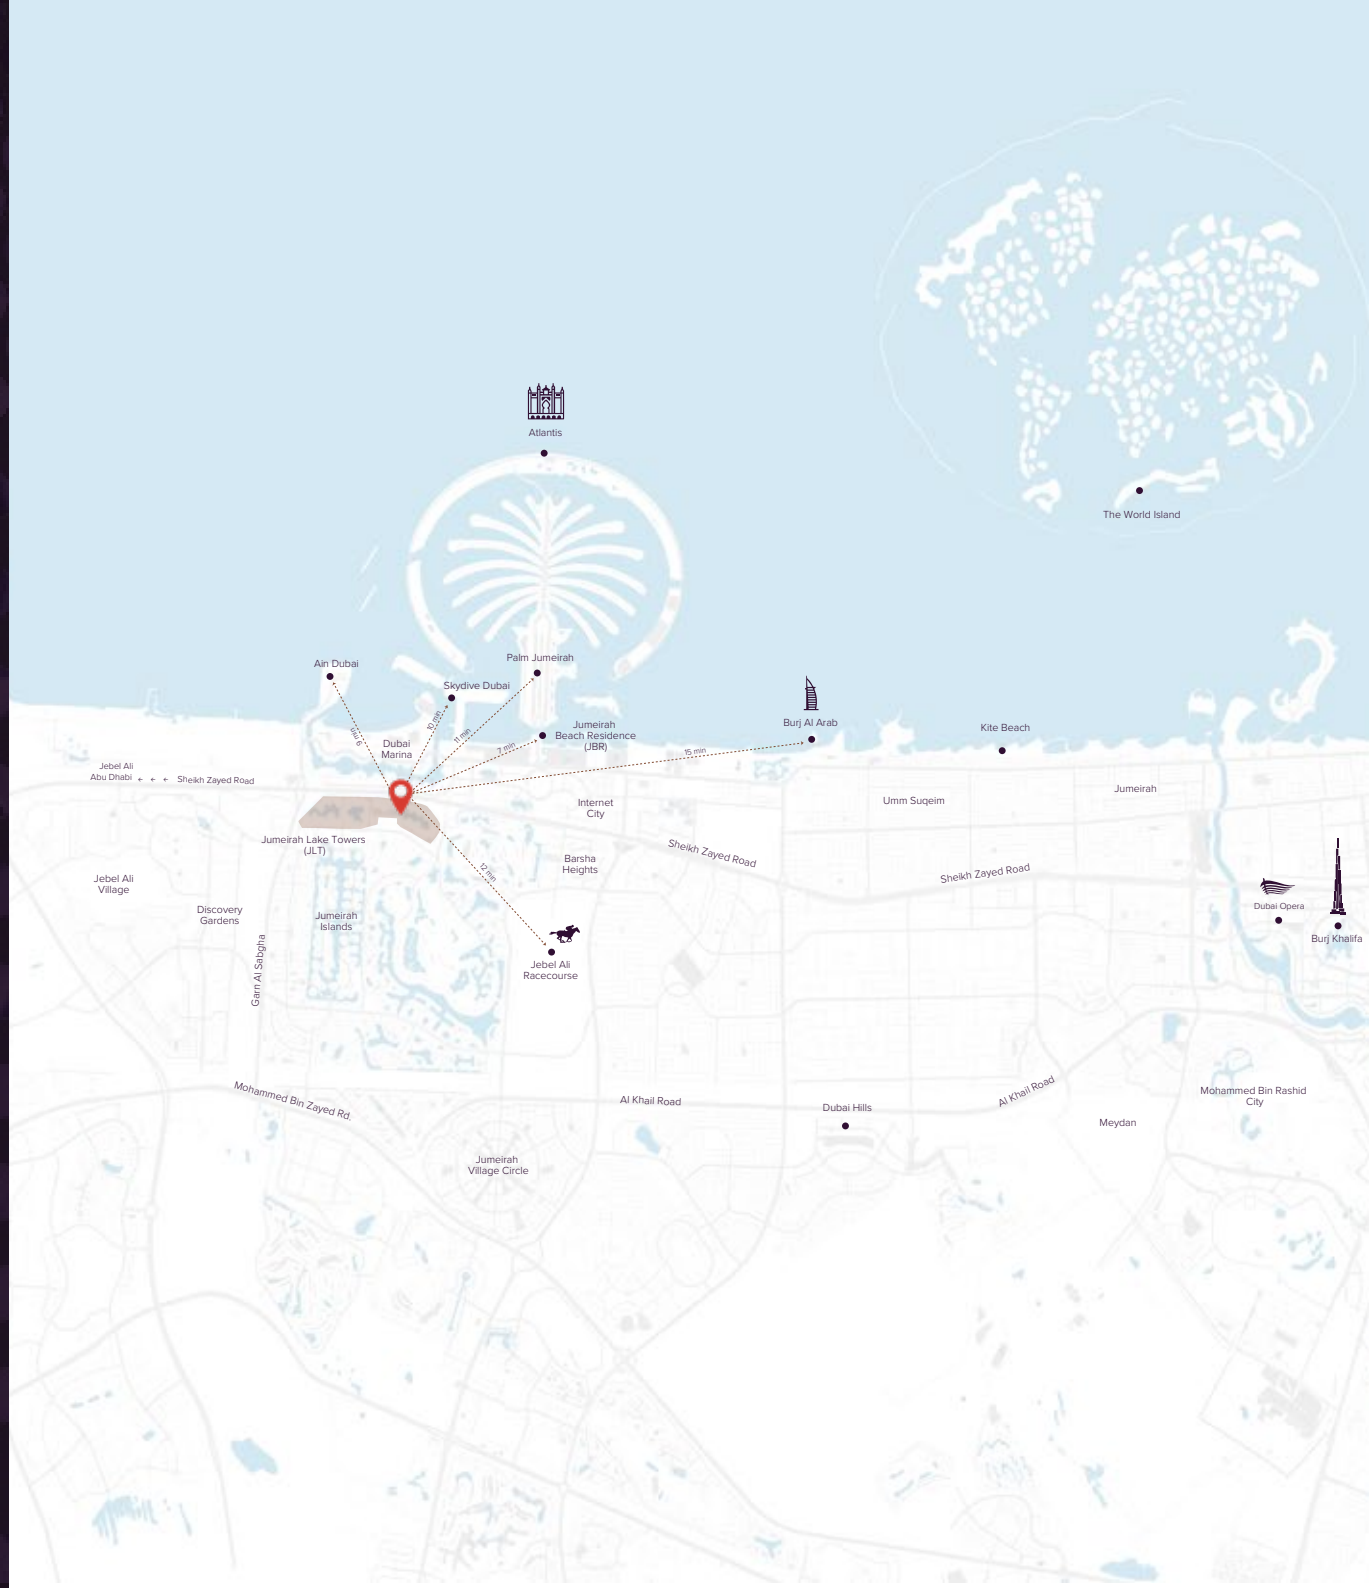 Atlantis
The World Island
Ain Dubai
Palm Jumeirah
Skydive Dubai
9 min
10 min
11 min
7 min
15 min
Dubai
Marina
Jumeirah
Beach Residence
(JBR)
Burj Al Arab
Kite Beach
Jebel Ali
Abu Dhabi ← ← ← Sheikh Zayed Road
Internet
City
Umm Suqeim
Jumeirah
Jumeirah Lake Towers
(JLT)
Sheikh Zayed Road
Sheikh Zayed Road
Barsha
Heights
12 min
Jebel Ali
Village
Discovery
Gardens
Jumeirah
Islands
Garn Al Sabgha
Dubai Opera
Burj Khalifa
Jebel Ali
Racecourse
Mohammed Bin Zayed Rd.
Al Khail Road
Dubai Hills
Al Khail Road
Mohammed Bin Rashid
City
Meydan
Jumeirah
Village Circle